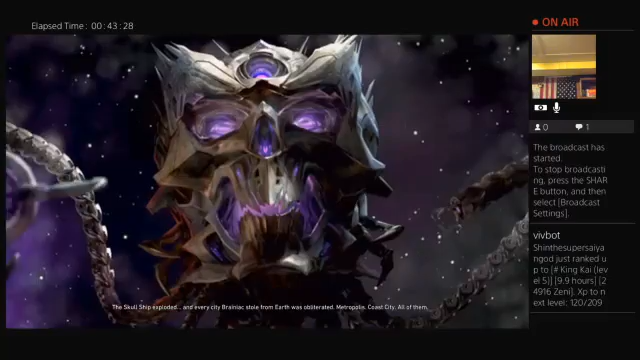 Elapsed Time : 00:43:28
ON AIR
0
1
The broadcast has
started.
To stop broadcasti
ng, press the SHAR
E button, and then
select [Broadcast
Settings].
vivbot
Shinthesupersaiya
ngod just ranked u
p to [# King Kai (lev
el 5)] [9.9 hours] {2
4916 Zeni]. Xp to n
ext level: 120/209
The Skull Ship exploded... and every city Brainiac stole from Earth was obliterated. Metropolis. Coast City. All of them,